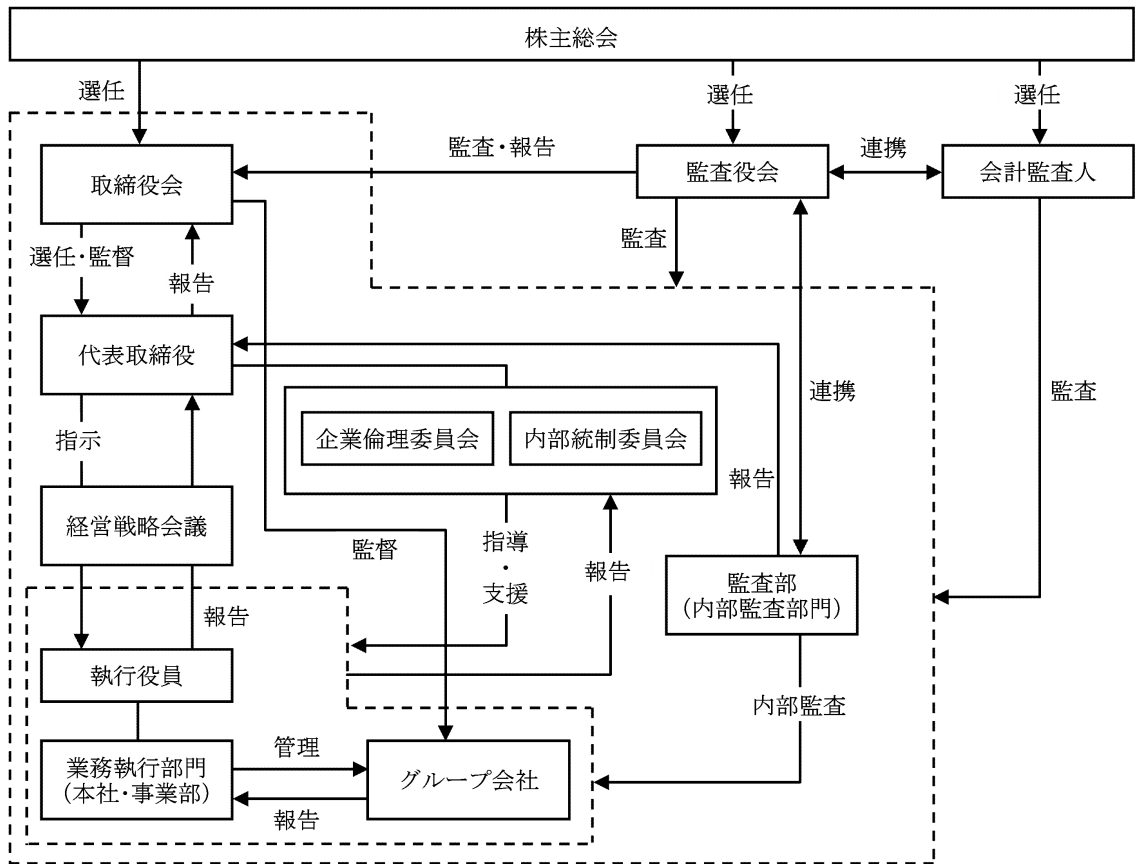 株主総会
選任
選任
選任
監査・報告
連携
取締役会
監査役会
会計監査人
監査
選任・監督
報告
代表取締役
連携
監査
指示
企業倫理委員会
内部統制委員会
報告
経営戦略会議
監督
指導
・
支援
報告
監査部
（内部監査部門）
報告
執行役員
内部監査
管理
業務執行部門
（本社・事業部）
グループ会社
報告